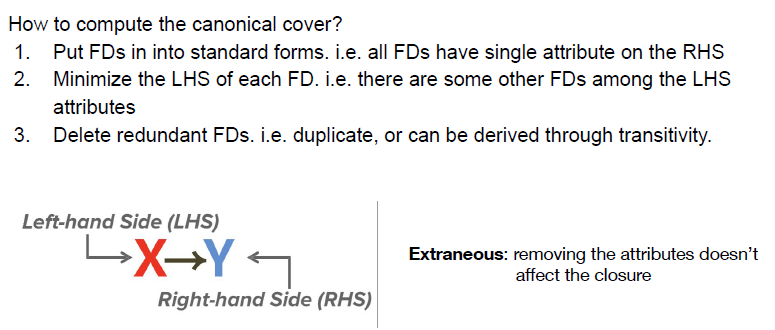 How to compute the canonical cover?
1. Put FDs in into standard forms. i.e. all FDs have single attribute on the RHS
2. Minimize the LHS of each FD. i.e. there are some other FDs among the LHS
attributes
3. Delete redundant FDs. i.e. duplicate, or can be derived through transitivity.
Left-hand Side (LHS)
X→Y
Right-hand Side (RHS)
Extraneous: removing the attributes doesn't
affect the closure